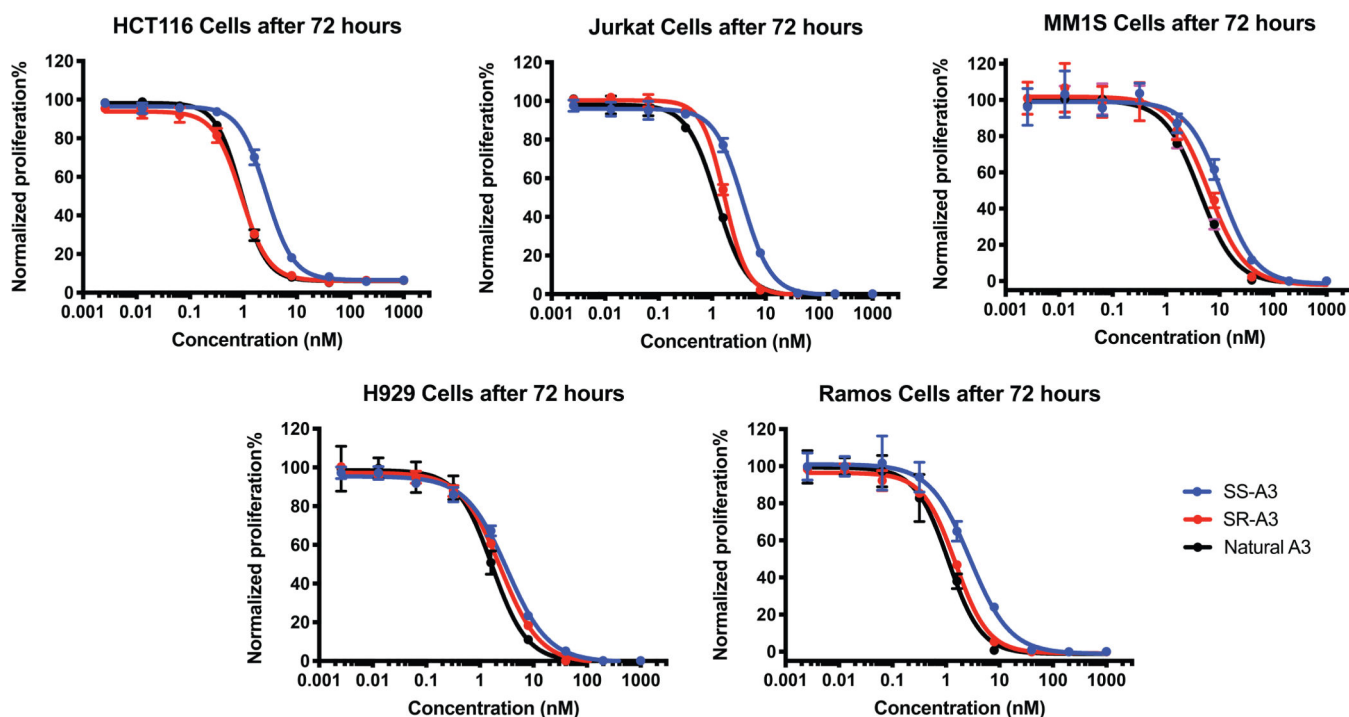 HCT116 Cells after 72 hours
Normalized proliferation%
120
100
80
60
40
20
0
0.001 0.01 0.1 1 10 100 1000
Concentration (nM)
Jurkat Cells after 72 hours
Normalized proliferation%
120
100
80
60
40
20
0
0.001 0.01 0.1 1 10 100 1000
Concentration (nM)
MM1S Cells after 72 hours
Normalized proliferation%
120
100
80
60
40
20
0
0.001 0.01 0.1 1 10 100 1000
Concentration (nM)
H929 Cells after 72 hours
Normalized proliferation%
120
100
80
60
40
20
0
0.001 0.01 0.1 1 10 100 1000
Concentration (nM)
Ramos Cells after 72 hours
Normalized proliferation%
120
100
80
60
40
20
0
0.001 0.01 0.1 1 10 100 1000
Concentration (nM)
SS-A3
SR-A3
Natural A3